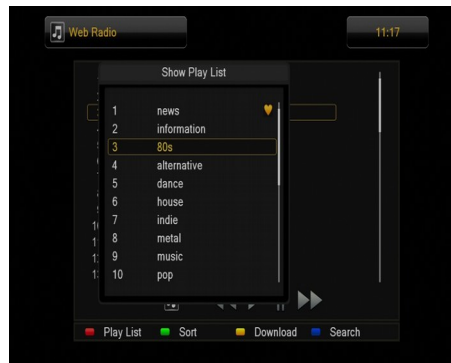 Web Radio
11:17
Show Play List
1 news
2 information
3 80s
4 alternative
5 dance
6 house
7 indie
8 metal
9 music
10 pop
Play List Sort Download Search